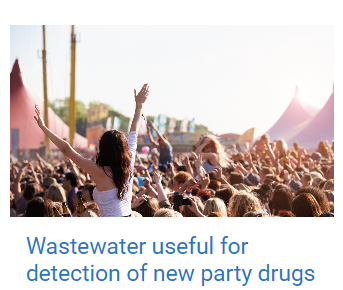 Wastewater useful for
detection of new party drugs